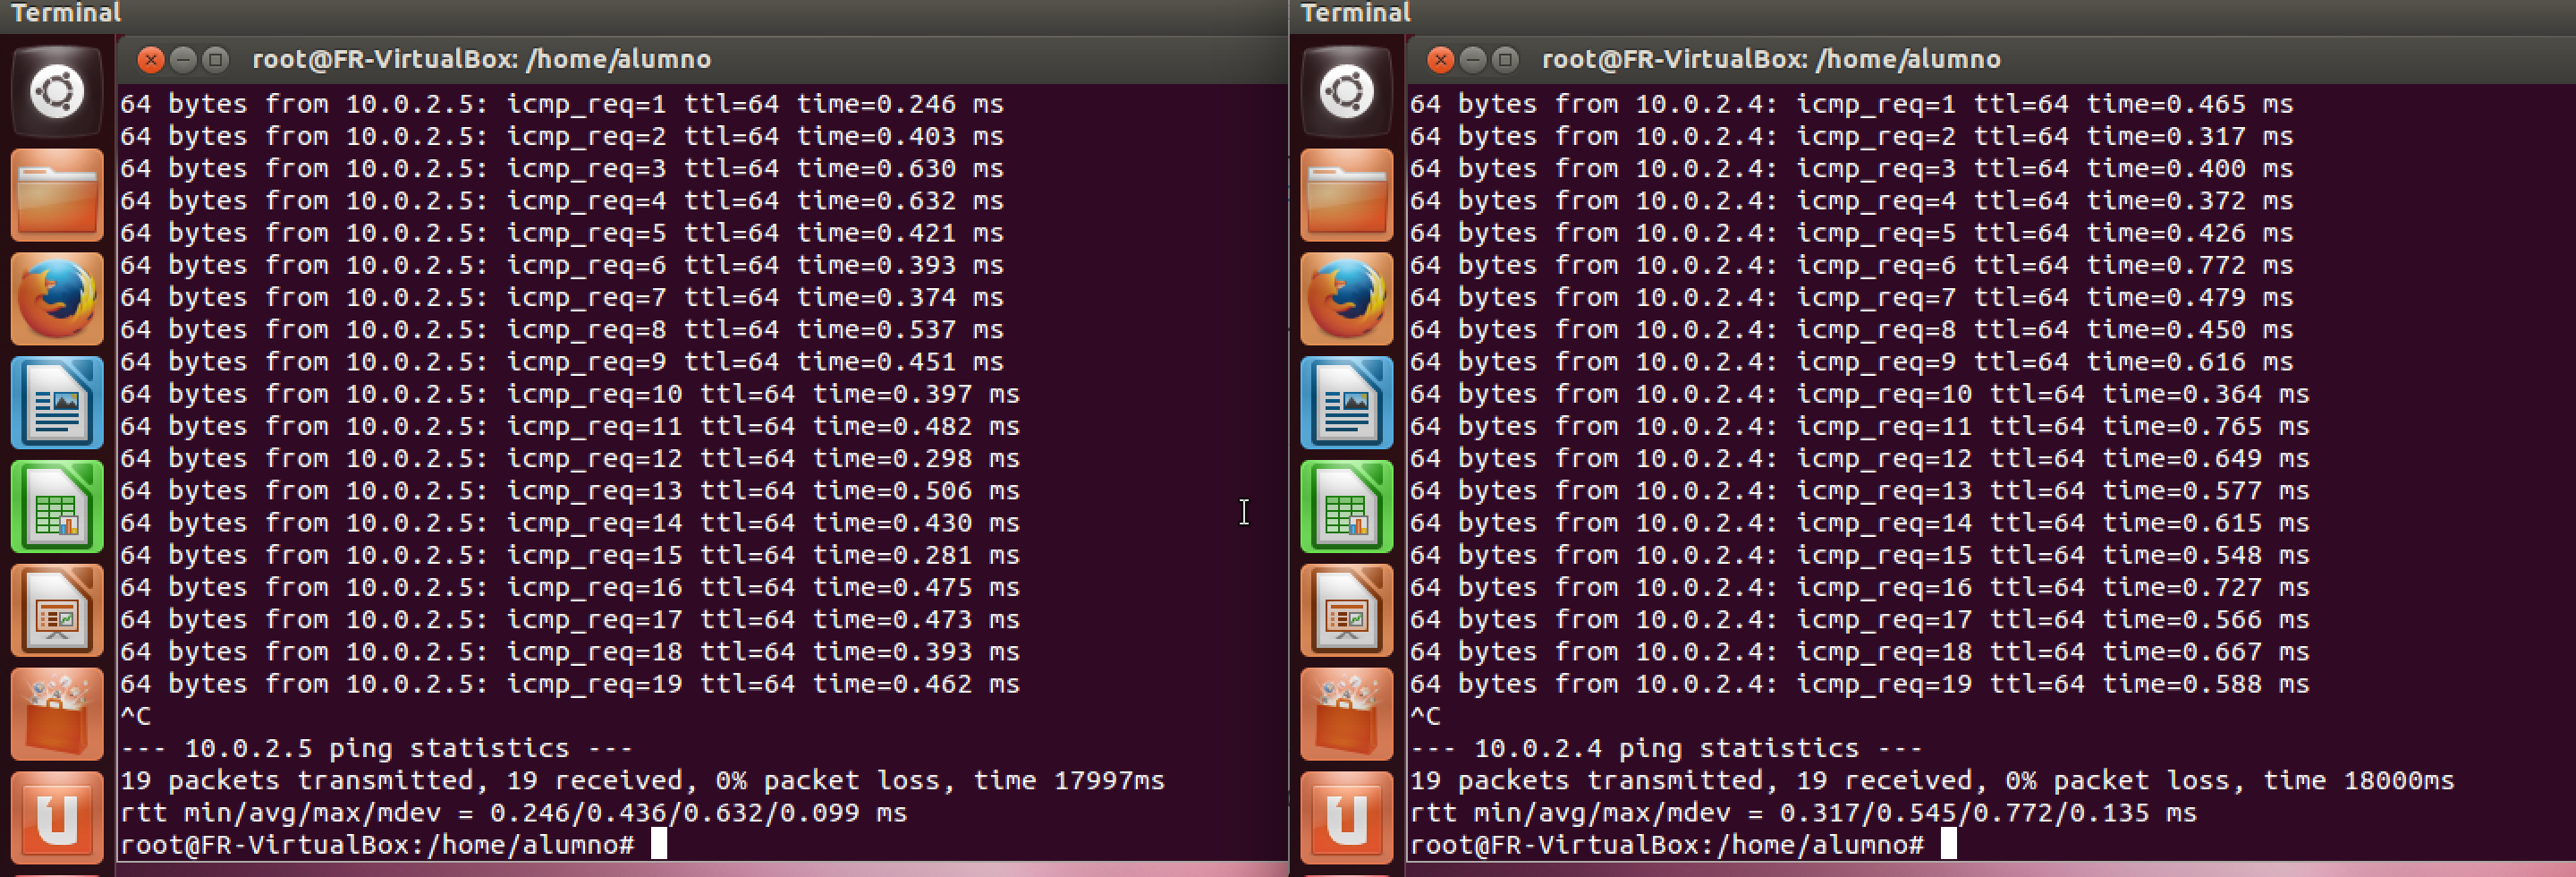 Terminal
root@FR-VirtualBox: /home/alumno
64 bytes from 10.0.2.5: icmp_req=1 ttl=64 time=0.246 ms
64 bytes from 10.0.2.5: icmp_req=2 ttl=64 time=0.403 ms
64 bytes from 10.0.2.5: icmp_req=3 ttl=64 time=0.630 ms
64 bytes from 10.0.2.5: icmp_req=4 ttl=64 time=0.632 ms
64 bytes from 10.0.2.5: icmp_req=5 ttl=64 time=0.421 ms
64 bytes from 10.0.2.5: icmp_req=6 ttl=64 time=0.393 ms
64 bytes from 10.0.2.5: icmp_req=7 ttl=64 time=0.374 ms
64 bytes from 10.0.2.5: icmp_req=8 ttl=64 time=0.537 ms
64 bytes from 10.0.2.5: icmp_req=9 ttl=64 time=0.451 ms
64 bytes from 10.0.2.5: icmp_req=10 ttl=64 time=0.397 ms
64 bytes from 10.0.2.5: icmp_req=11 ttl=64 time=0.482 ms
64 bytes from 10.0.2.5: icmp_req=12 ttl=64 time=0.298 ms
64 bytes from 10.0.2.5: icmp_req=13 ttl=64 time=0.506 ms
64 bytes from 10.0.2.5: icmp_req=14 ttl=64 time=0.430 ms
64 bytes from 10.0.2.5: icmp_req=15 ttl=64 time=0.281 ms
64 bytes from 10.0.2.5: icmp_req=16 ttl=64 time=0.475 ms
64 bytes from 10.0.2.5: icmp_req=17 ttl=64 time=0.473 ms
64 bytes from 10.0.2.5: icmp_req=18 ttl=64 time=0.393 ms
64 bytes from 10.0.2.5: icmp_req=19 ttl=64 time=0.462 ms
^C
--- 10.0.2.5 ping statistics ---
19 packets transmitted, 19 received, 0% packet loss, time 17997ms
rtt min/avg/max/mdev = 0.246/0.436/0.632/0.099 ms
root@FR-VirtualBox:/home/alumno#
Terminal
root@FR-VirtualBox: /home/alumno
64 bytes from 10.0.2.4: icmp_req=1 ttl=64 time=0.465 ms
64 bytes from 10.0.2.4: icmp_req=2 ttl=64 time=0.317 ms
64 bytes from 10.0.2.4: icmp_req=3 ttl=64 time=0.400 ms
64 bytes from 10.0.2.4: icmp_req=4 ttl=64 time=0.372 ms
64 bytes from 10.0.2.4: icmp_req=5 ttl=64 time=0.426 ms
64 bytes from 10.0.2.4: icmp_req=6 ttl=64 time=0.772 ms
64 bytes from 10.0.2.4: icmp_req=7 ttl=64 time=0.479 ms
64 bytes from 10.0.2.4: icmp_req=8 ttl=64 time=0.450 ms
64 bytes from 10.0.2.4: icmp_req=9 ttl=64 time=0.616 ms
64 bytes from 10.0.2.4: icmp_req=10 ttl=64 time=0.364 ms
64 bytes from 10.0.2.4: icmp_req=11 ttl=64 time=0.765 ms
64 bytes from 10.0.2.4: icmp_req=12 ttl=64 time=0.649 ms
64 bytes from 10.0.2.4: icmp_req=13 ttl=64 time=0.577 ms
64 bytes from 10.0.2.4: icmp_req=14 ttl=64 time=0.615 ms
64 bytes from 10.0.2.4: icmp_req=15 ttl=64 time=0.548 ms
64 bytes from 10.0.2.4: icmp_req=16 ttl=64 time=0.727 ms
64 bytes from 10.0.2.4: icmp_req=17 ttl=64 time=0.566 ms
64 bytes from 10.0.2.4: icmp_req=18 ttl=64 time=0.667 ms
64 bytes from 10.0.2.4: icmp_req=19 ttl=64 time=0.588 ms
^C
--- 10.0.2.4 ping statistics ---
19 packets transmitted, 19 received, 0% packet loss, time 18000ms
rtt min/avg/max/mdev = 0.317/0.545/0.772/0.135 ms
root@FR-VirtualBox:/home/alumno#